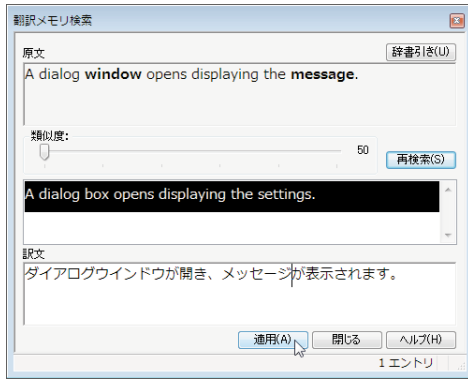 翻訳メモリ検索
原文
辞書引き(U)
A dialog window opens displaying the message.
類似度:
50
再検索(S)
A dialog box opens displaying the settings.
訳文
ダイアログウインドウが開き、メッセージが表示されます。
適用(A)
閉じる
ヘルプ(H)
1 エントリ